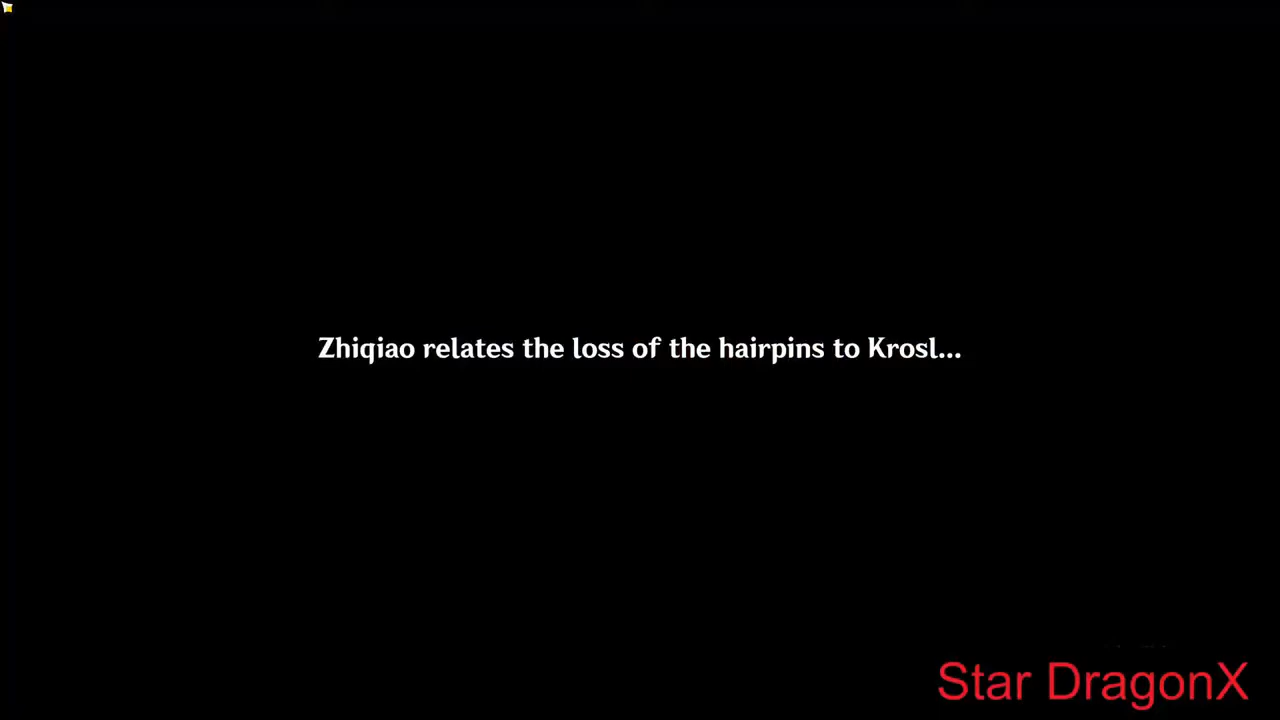 Zhiqiao relates the loss of the hairpins to Krosl...
Star DragonX